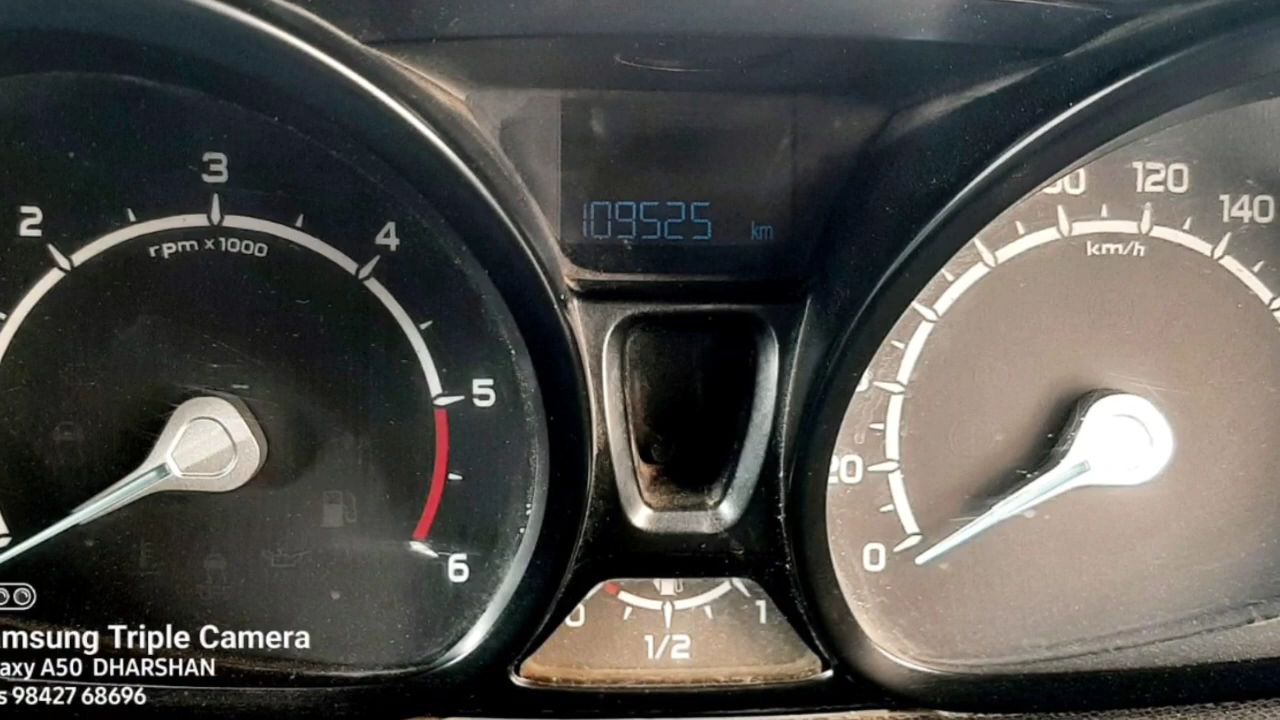 2
3
4
5
6
rpm x 1000
109525 km
120
140
km/h
20
0
0
1/2
1
amsung Triple Camera
axy A50 DHARSHAN
s 98427 68696